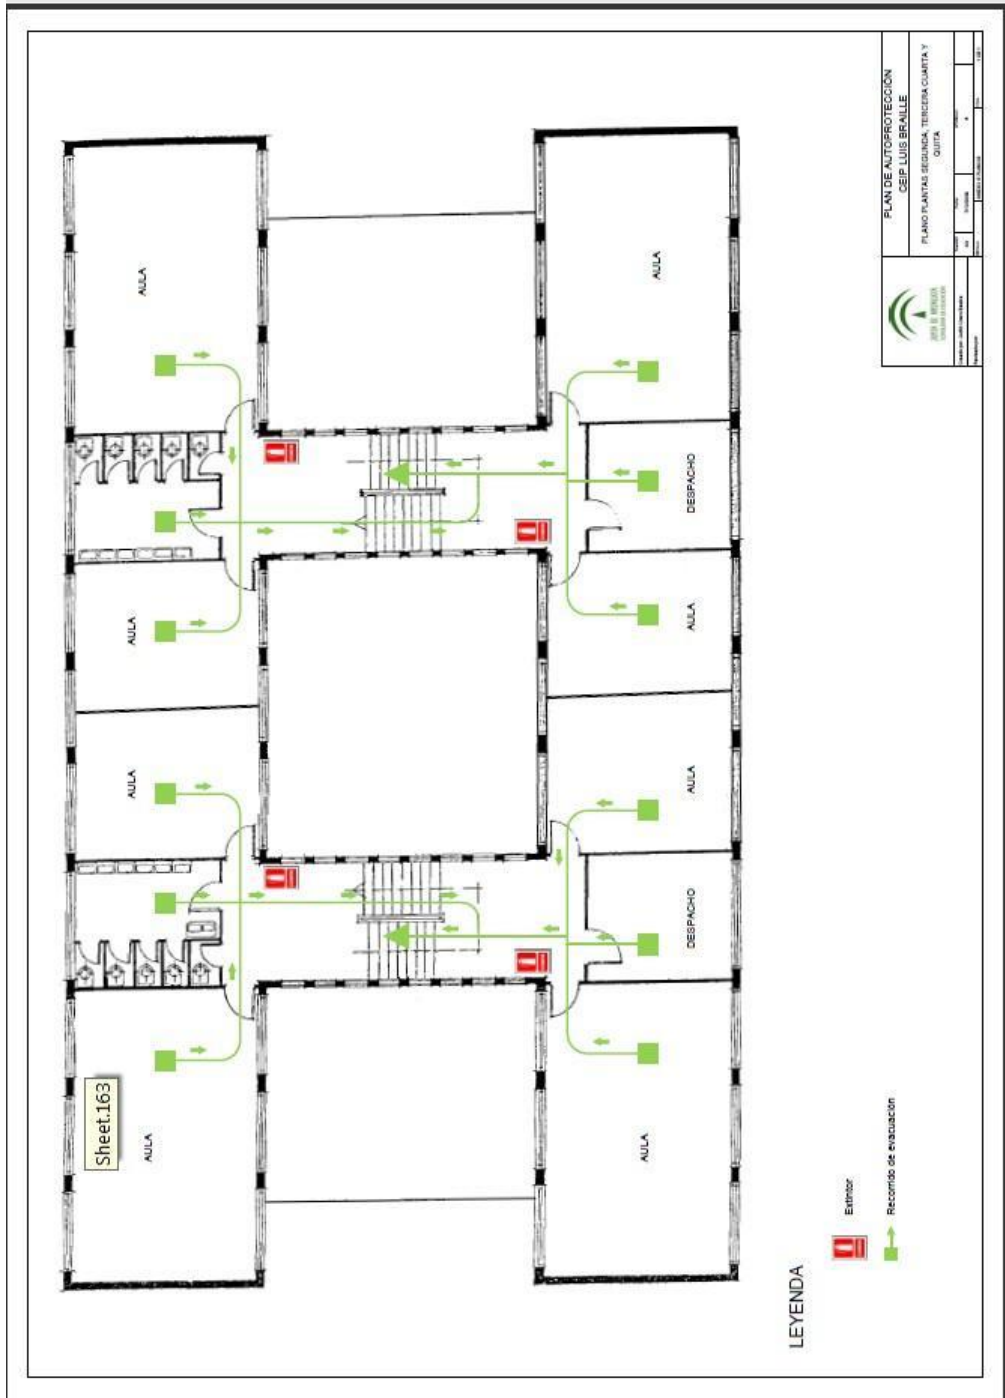 PLAN DE AUTOPROTECCIÓN
CEIP LUIS BRAILLE
PLANO PLANTAS SEGUNDA, TERCERA CUARTA Y
QUITA
AULA
AULA
AULA
AULA
Sheet.163
AULA
DESPACHO
AULA
AULA
DESPACHO
AULA
LEYENDA
Extintor
Recorrido de evacuación